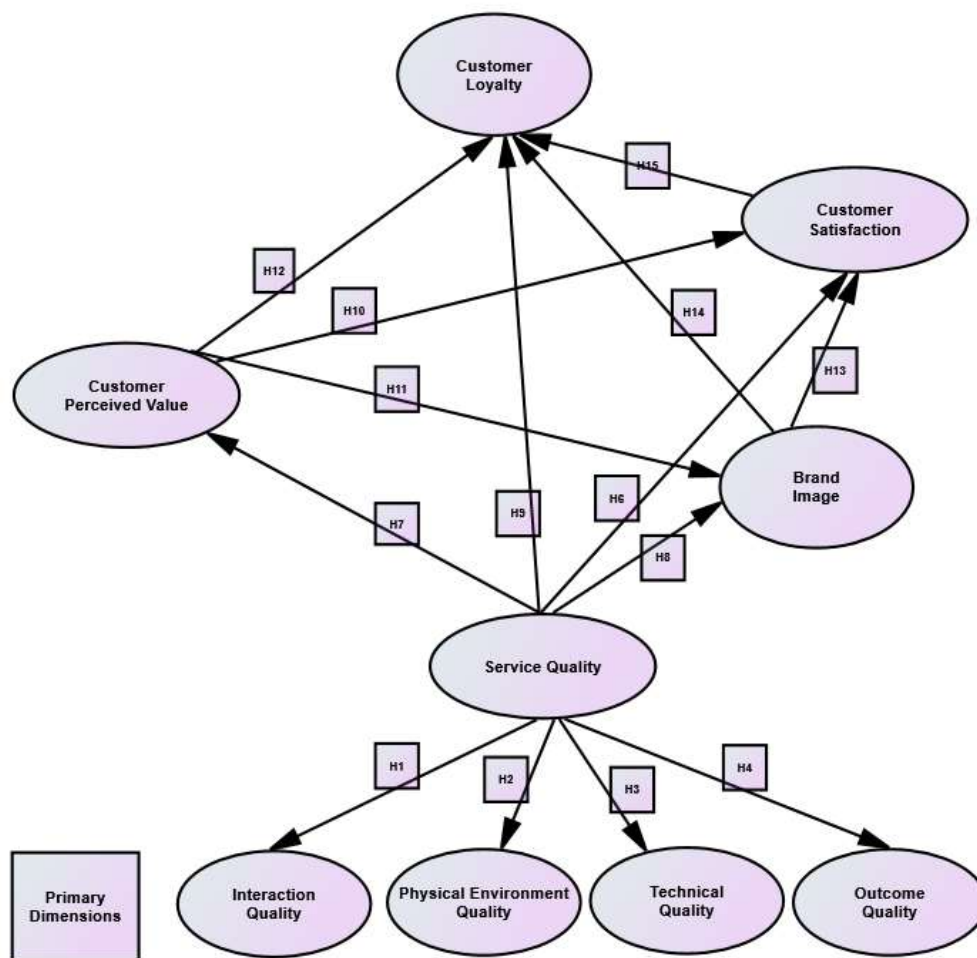 Customer
Loyalty
H15
Customer
Satisfaction
H12
H10
H14
H13
Customer
Perceived Value
H11
Brand
Image
H7
H9
H6
H8
Service Quality
H1
H2
H3
H4
Primary
Dimensions
Interaction
Quality
Physical Environment
Quality
Technical
Quality
Outcome
Quality